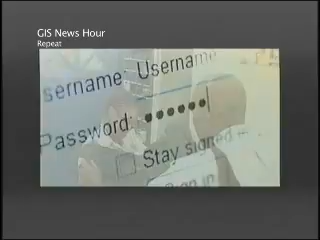 GIS News Hour
Repeat
sername: Username
Password: ••••••
Stay signed